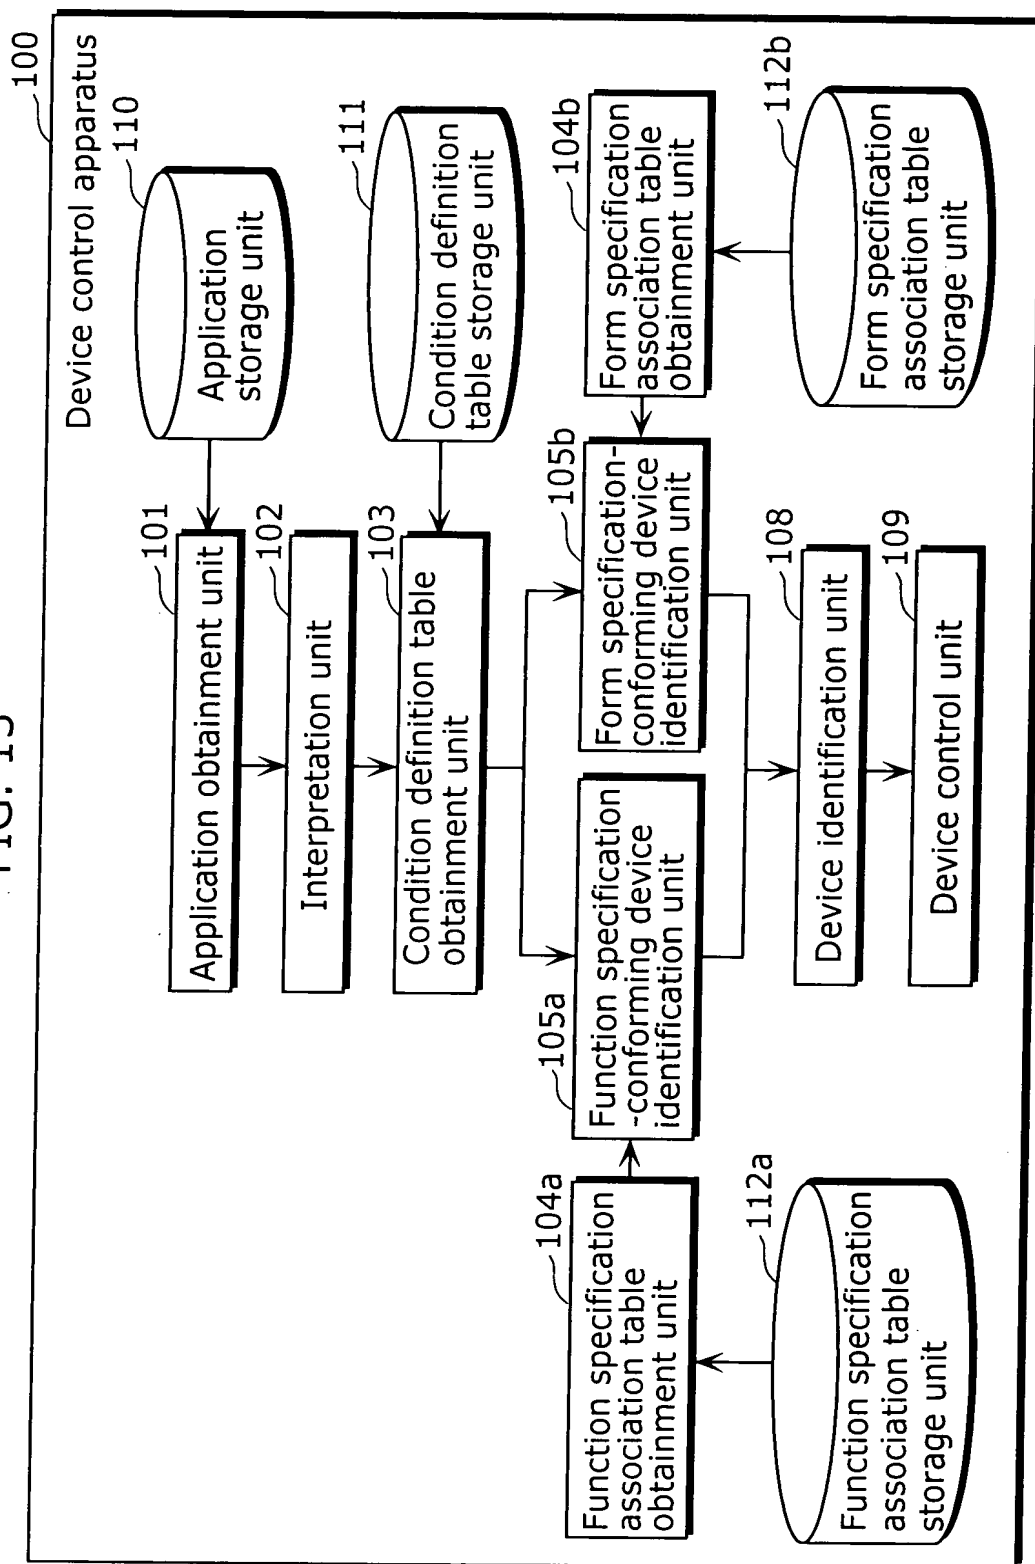 FIG. 13
100
Device control apparatus
110
Application
storage unit
101
Application obtainment unit
102
Interpretation unit
111
Condition definition
table storage unit
103
Condition definition table
obtainment unit
104a
Function specification
association table
obtainment unit
105a
Function specification
-conforming device
identification unit
105b
Form specification-
conforming device
identification unit
104b
Form specification
association table
obtainment unit
112a
Function specification
association table
storage unit
108
Device identification unit
109
Device control unit
112b
Form specification
association table
storage unit